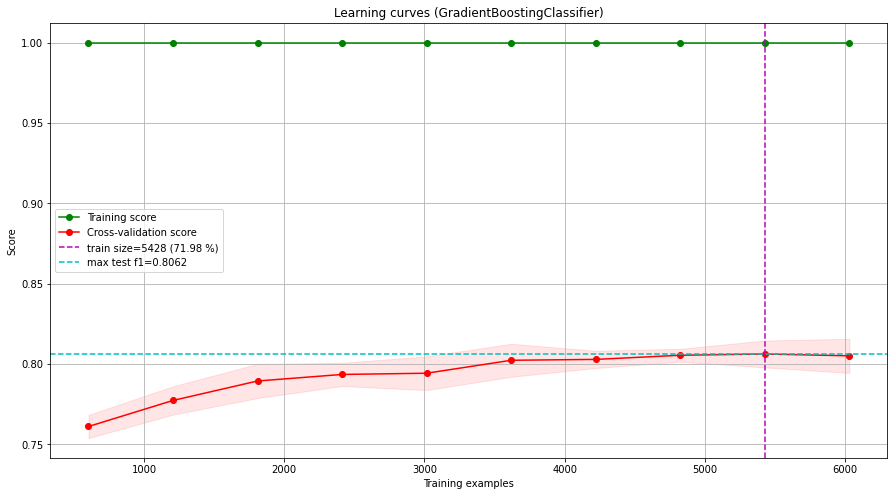 Learning curves (GradientBoostingClassifier)
1.00
0.95
0.90
0.85
0.80
0.75
Score
Training score
Cross-validation score
train size=5428 (71.98 %)
max test f1=0.8062
1000 2000 3000 4000 5000 6000
Training examples